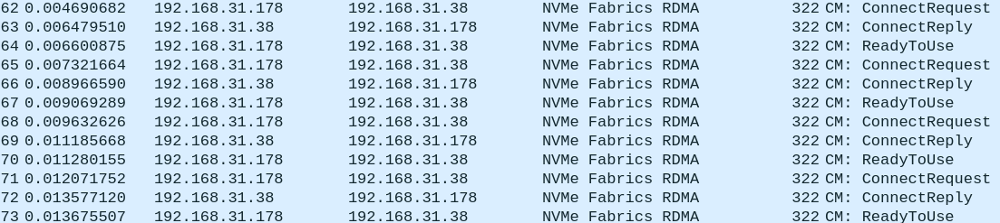 62 0.004690682 192.168.31.178 192.168.31.38 NVMe Fabrics RDMA 322 CM: ConnectRequest
63 0.006479510 192.168.31.38 192.168.31.178 NVMe Fabrics RDMA 322 CM: ConnectReply
64 0.006600875 192.168.31.178 192.168.31.38 NVMe Fabrics RDMA 322 CM: ReadyToUse
65 0.007321664 192.168.31.178 192.168.31.38 NVMe Fabrics RDMA 322 CM: ConnectRequest
66 0.008966590 192.168.31.38 192.168.31.178 NVMe Fabrics RDMA 322 CM: ConnectReply
67 0.009069289 192.168.31.178 192.168.31.38 NVMe Fabrics RDMA 322 CM: ReadyToUse
68 0.009632626 192.168.31.178 192.168.31.38 NVMe Fabrics RDMA 322 CM: ConnectRequest
69 0.011185668 192.168.31.38 192.168.31.178 NVMe Fabrics RDMA 322 CM: ConnectReply
70 0.011280155 192.168.31.178 192.168.31.38 NVMe Fabrics RDMA 322 CM: ReadyToUse
71 0.012071752 192.168.31.178 192.168.31.38 NVMe Fabrics RDMA 322 CM: ConnectRequest
72 0.013577120 192.168.31.38 192.168.31.178 NVMe Fabrics RDMA 322 CM: ConnectReply
73 0.013675507 192.168.31.178 192.168.31.38 NVMe Fabrics RDMA 322 CM: ReadyToUse